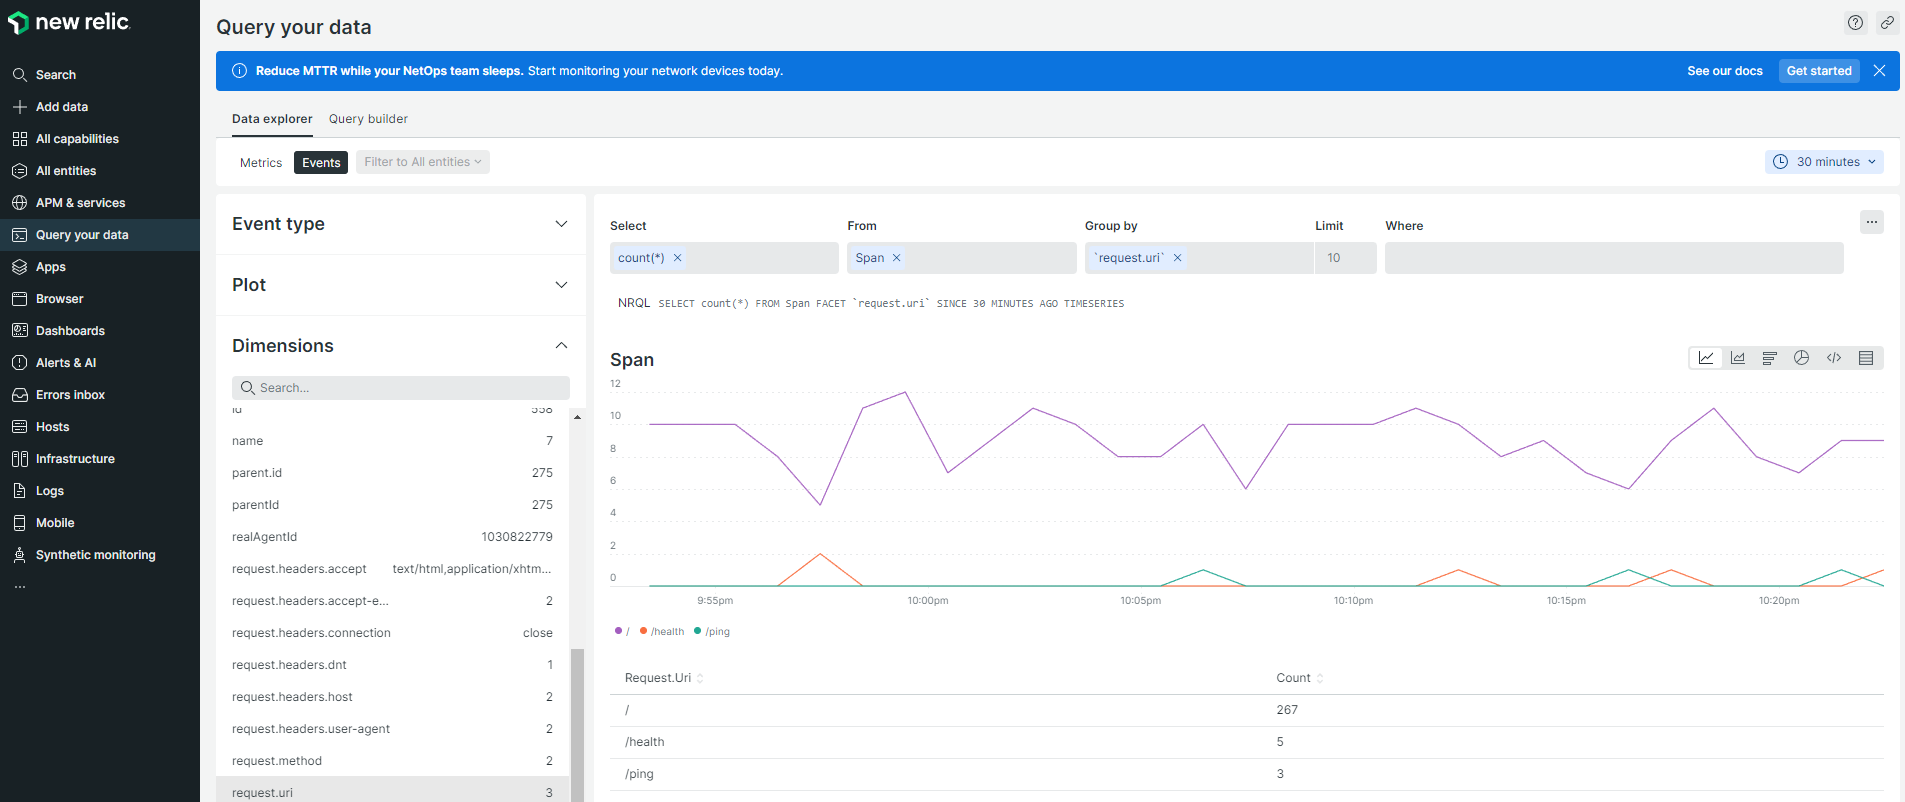 new relic.
Search
Add data
All capabilities
All entities
APM & services
Query your data
Apps
Browser
Dashboards
Alerts & AI
Errors inbox
Hosts
Infrastructure
Logs
Mobile
Synthetic monitoring
...
Query your data
Reduce MTTR while your NetOps team sleeps. Start monitoring your network devices today.
See our docs
Get started
Data explorer
Query builder
Metrics
Events
Filter to All entities
30 minutes
Event type
Plot
Dimensions
Search...
id 558
name 7
parent.id 275
parentId 275
realAgentId 1030822779
request.headers.accept text/html,application/xhtm...
request.headers.accept-e... 2
request.headers.connection close
request.headers.dnt 1
request.headers.host 2
request.headers.user-agent 2
request.method 2
request.uri 3
Select From Group by Limit Where
count(*) × Span × `request.uri` × 10
...
NRQL SELECT count(*) FROM Span FACET `request.uri` SINCE 30 MINUTES AGO TIMESERIES
Span
12
10
8
6
4
2
0
9:55pm 10:00pm 10:05pm 10:10pm 10:15pm 10:20pm
/ /health /ping
Request.Uri Count
/ 267
/health 5
/ping 3